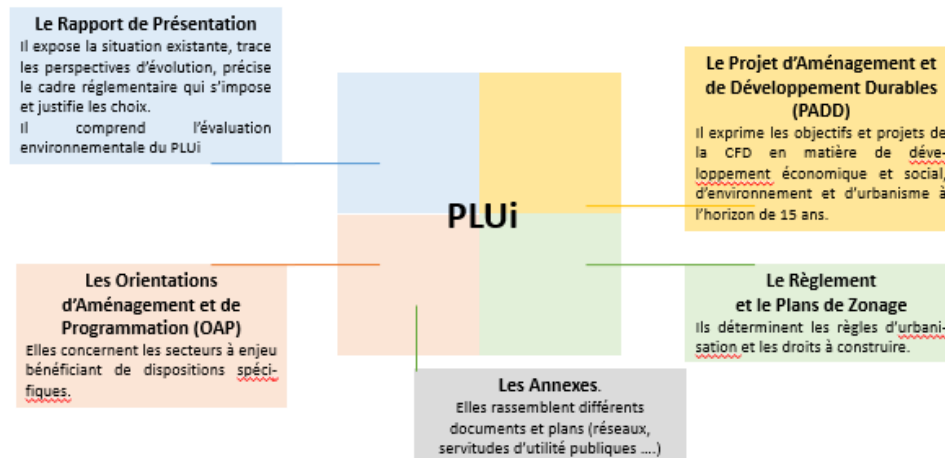 Le Rapport de Présentation
Il expose la situation existante, trace
les perspectives d'évolution, précise
le cadre réglementaire qui s'impose
et justifie les choix.
Il comprend l'évaluation
environnementale du PLUi
Le Projet d'Aménagement et
de Développement Durables
(PADD)
Il exprime les objectifs et projets de
la CFD en matière de déve-
loppement économique et social,
d'environnement et d'urbanisme à
l'horizon de 15 ans.
PLUi
Les Orientations
d'Aménagement et de
Programmation (OAP)
Elles concernent les secteurs à enjeu
bénéficiant de dispositions spéci-
fiques.
Le Règlement
et le Plans de Zonage
Ils déterminent les règles d'urbani-
sation et les droits à construire.
Les Annexes.
Elles rassemblent différents
documents et plans (réseaux,
servitudes d'utilité publiques ....)